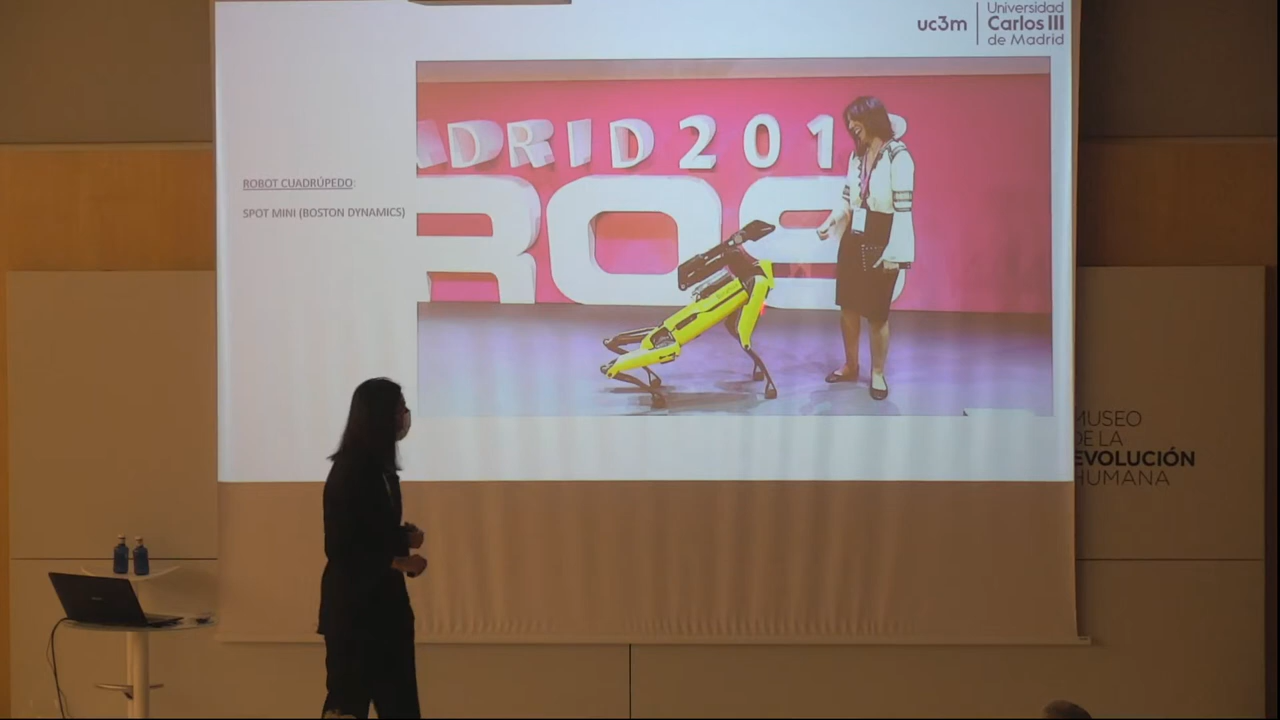 uc3m
Universidad
Carlos III
de Madrid
ADRID 201
ROS
ROBOT CUADRÚPEDO:
SPOT MINI (BOSTON DYNAMICS)
MUSEO
DE LA
EVOLUCIÓN
HUMANA